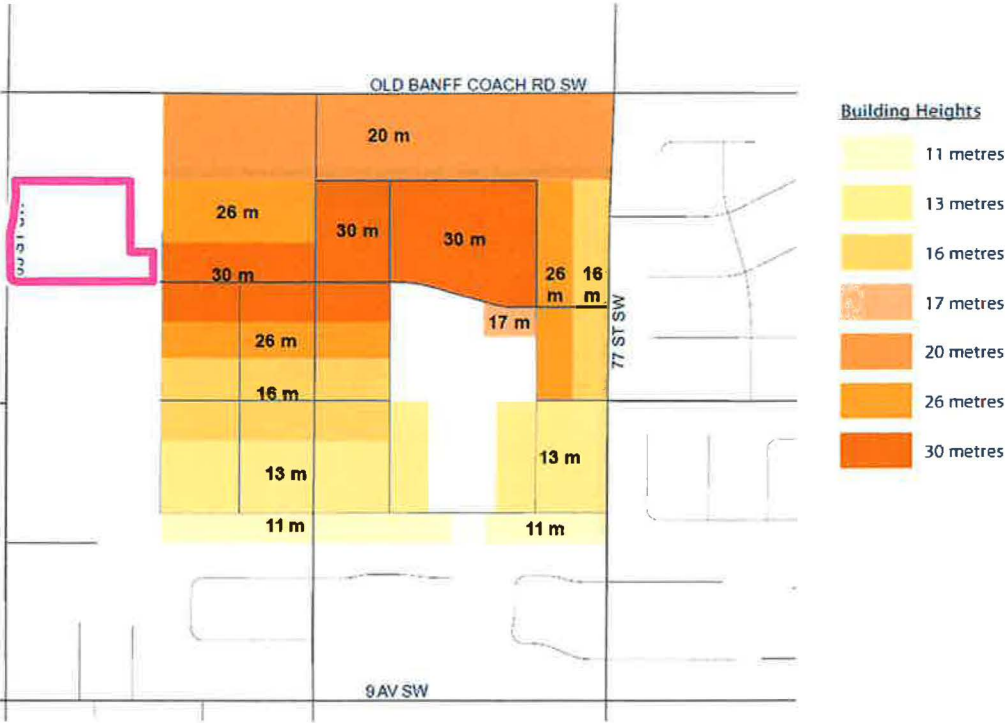 OLD BANFF COACH RD SW
20 m
26 m
30 m
30 m
30 m
26
m
16
m
17 m
26 m
16 m
13 m
13 m
11 m
11 m
77 ST SW
9 AV SW
Building Heights
11 metres
13 metres
16 metres
17 metres
20 metres
26 metres
30 metres